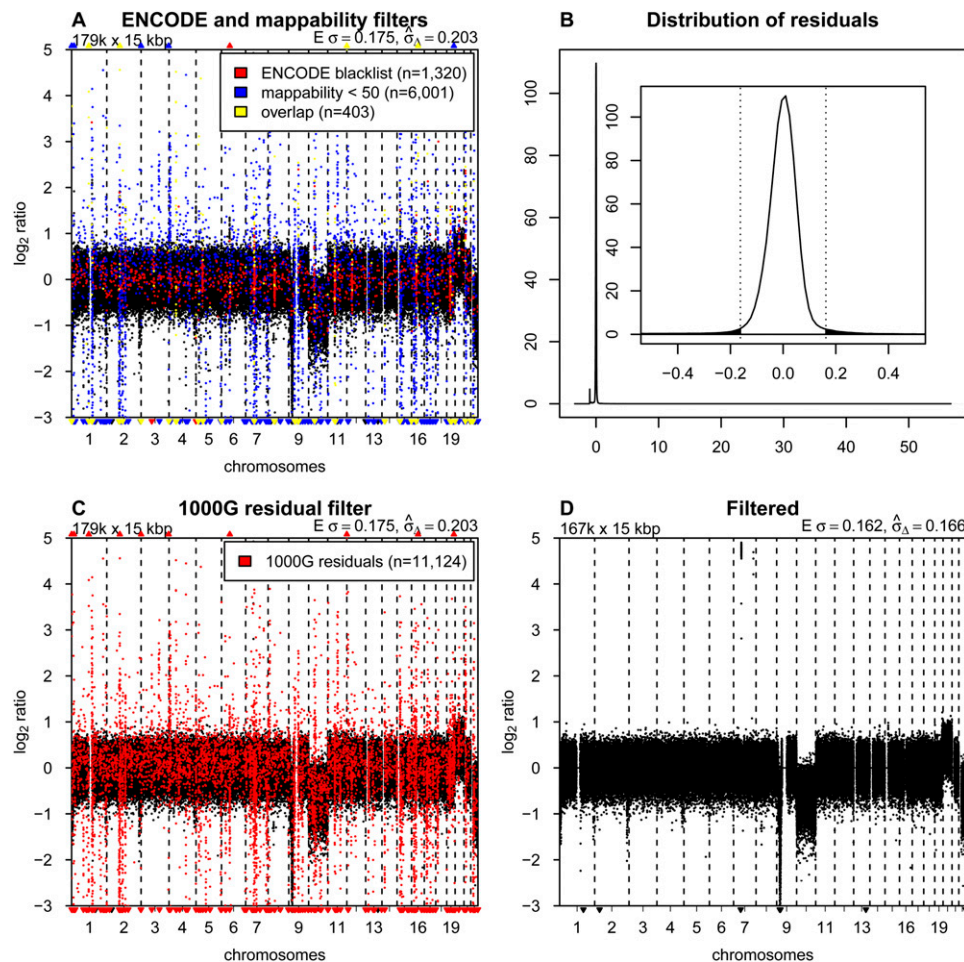 A ENCODE and mappability filters
179k x 15 kbp
E σ = 0.175, σ̂Δ = 0.203
ENCODE blacklist (n=1,320)
mappability < 50 (n=6,001)
overlap (n=403)
log2 ratio
5
4
3
2
1
0
−1
−2
−3
1 2 3 4 5 6 7 9 11 13 16 19
chromosomes
B Distribution of residuals
100
80
60
40
20
0
0 10 20 30 40 50
100
80
60
40
20
0
−0.4 −0.2 0.0 0.2 0.4
C 1000G residual filter
179k x 15 kbp
E σ = 0.175, σ̂Δ = 0.203
1000G residuals (n=11,124)
log2 ratio
5
4
3
2
1
0
−1
−2
−3
1 2 3 4 5 6 7 9 11 13 16 19
chromosomes
D Filtered
167k x 15 kbp
E σ = 0.162, σ̂Δ = 0.166
log2 ratio
5
4
3
2
1
0
−1
−2
−3
1 2 3 4 5 6 7 9 11 13 16 19
chromosomes